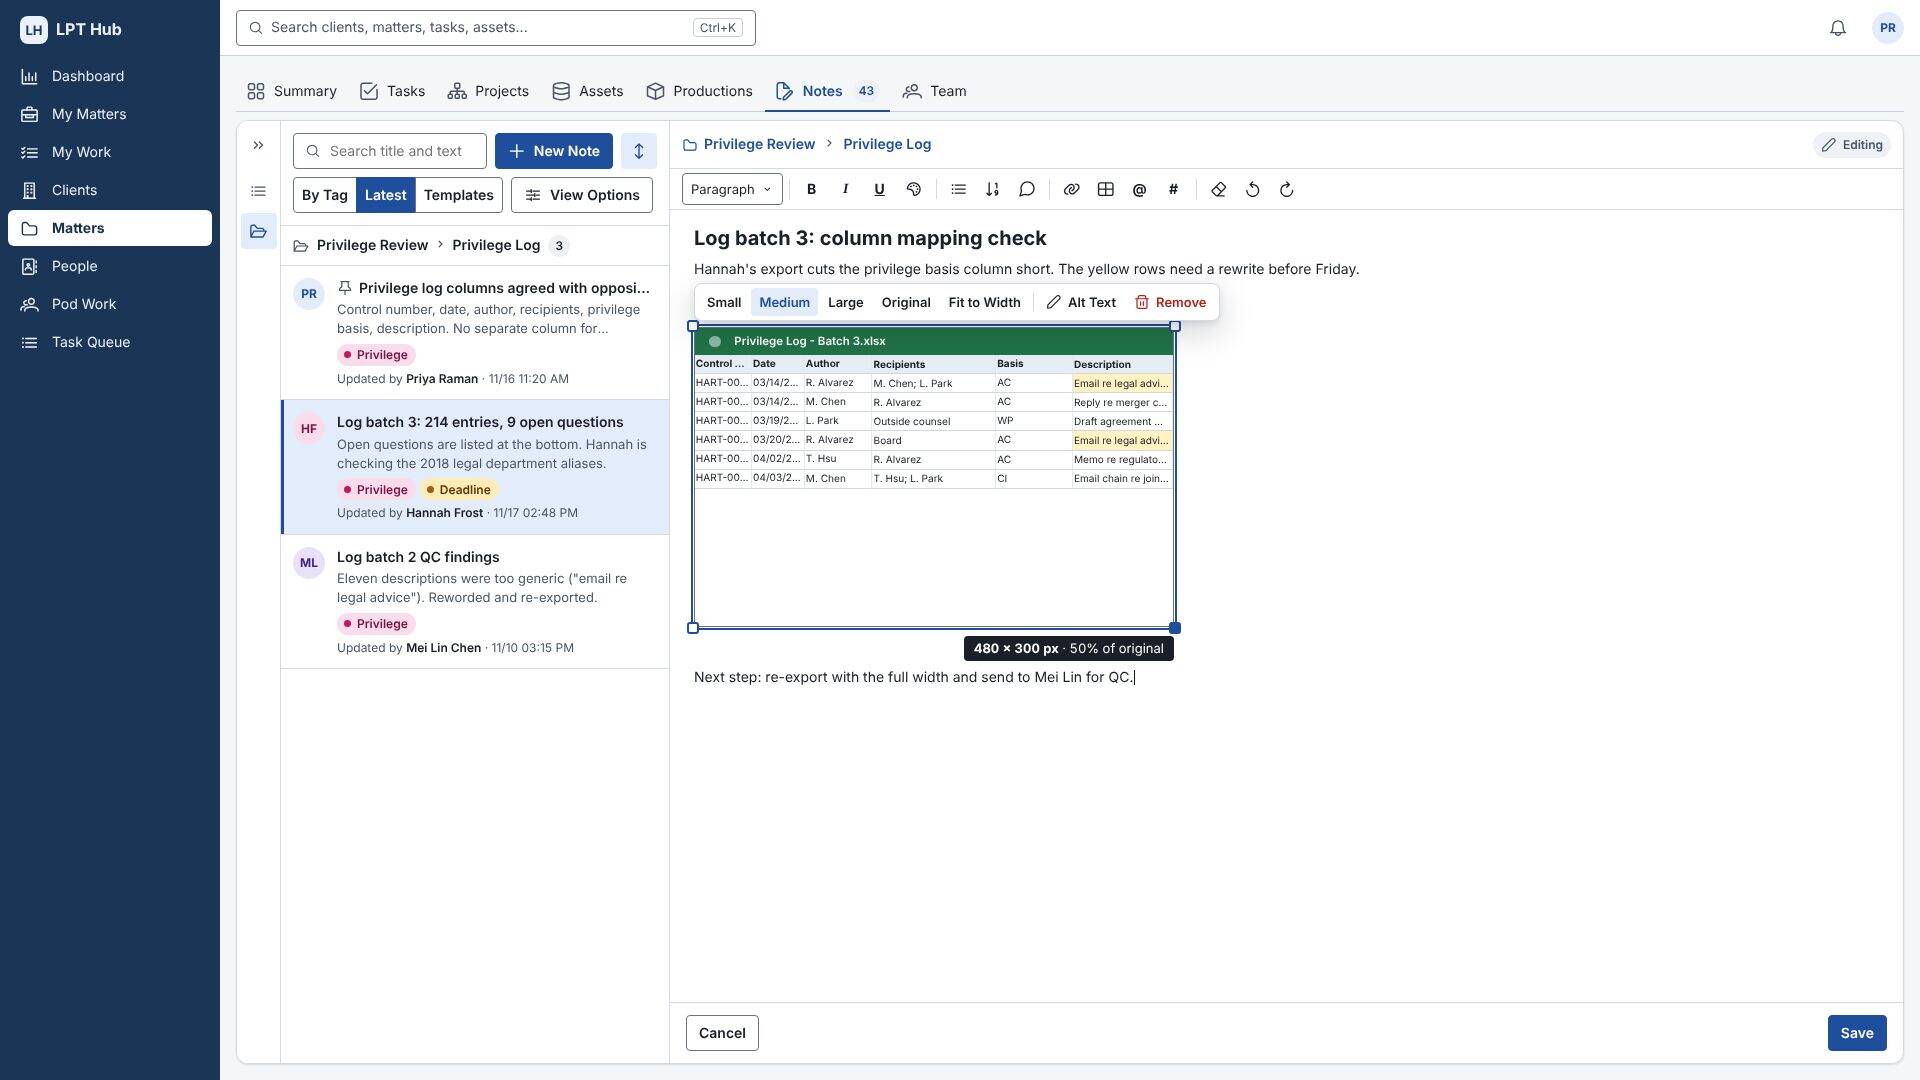 LH LPT Hub
Search clients, matters, tasks, assets... Ctrl+K
PR
Dashboard
My Matters
My Work
Clients
Matters
People
Pod Work
Task Queue
Summary Tasks Projects Assets Productions Notes 43 Team
Search title and text
New Note
By Tag Latest Templates View Options
Privilege Review > Privilege Log 3
PR
Privilege log columns agreed with opposi...
Control number, date, author, recipients, privilege
basis, description. No separate column for...
Privilege
Updated by Priya Raman · 11/16 11:20 AM
HF
Log batch 3: 214 entries, 9 open questions
Open questions are listed at the bottom. Hannah is
checking the 2018 legal department aliases.
Privilege Deadline
Updated by Hannah Frost · 11/17 02:48 PM
ML
Log batch 2 QC findings
Eleven descriptions were too generic ("email re
legal advice"). Reworded and re-exported.
Privilege
Updated by Mei Lin Chen · 11/10 03:15 PM
Privilege Review > Privilege Log
Editing
Paragraph B I U @ #
Log batch 3: column mapping check
Hannah's export cuts the privilege basis column short. The yellow rows need a rewrite before Friday.
Small Medium Large Original Fit to Width Alt Text Remove
Privilege Log - Batch 3.xlsx
Control ... Date Author Recipients Basis Description
HART-00... 03/14/2... R. Alvarez M. Chen; L. Park AC Email re legal advi...
HART-00... 03/14/2... M. Chen R. Alvarez AC Reply re merger c...
HART-00... 03/19/2... L. Park Outside counsel WP Draft agreement ...
HART-00... 03/20/2... R. Alvarez Board AC Email re legal advi...
HART-00... 04/02/2... T. Hsu R. Alvarez AC Memo re regulato...
HART-00... 04/03/2... M. Chen T. Hsu; L. Park CI Email chain re join...
480 × 300 px · 50% of original
Next step: re-export with the full width and send to Mei Lin for QC.
Cancel
Save